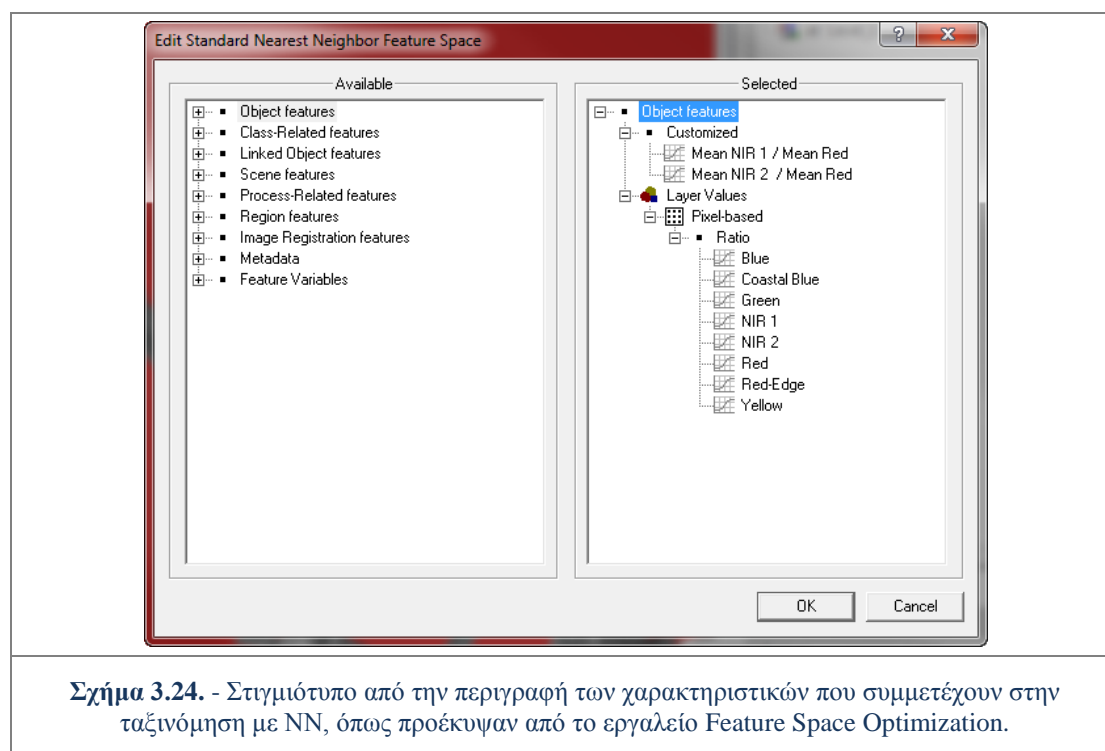 Edit Standard Nearest Neighbor Feature Space
Available
Object features
Class-Related features
Linked Object features
Scene features
Process-Related features
Region features
Image Registration features
Metadata
Feature Variables
Selected
Object features
Customized
Mean NIR 1 / Mean Red
Mean NIR 2 / Mean Red
Layer Values
Pixel-based
Ratio
Blue
Coastal Blue
Green
NIR 1
NIR 2
Red
Red-Edge
Yellow
OK
Cancel
Σχήμα 3.24. - Στιγμιότυπο από την περιγραφή των χαρακτηριστικών που συμμετέχουν στην
ταξινόμηση με NN, όπως προέκυψαν από το εργαλείο Feature Space Optimization.